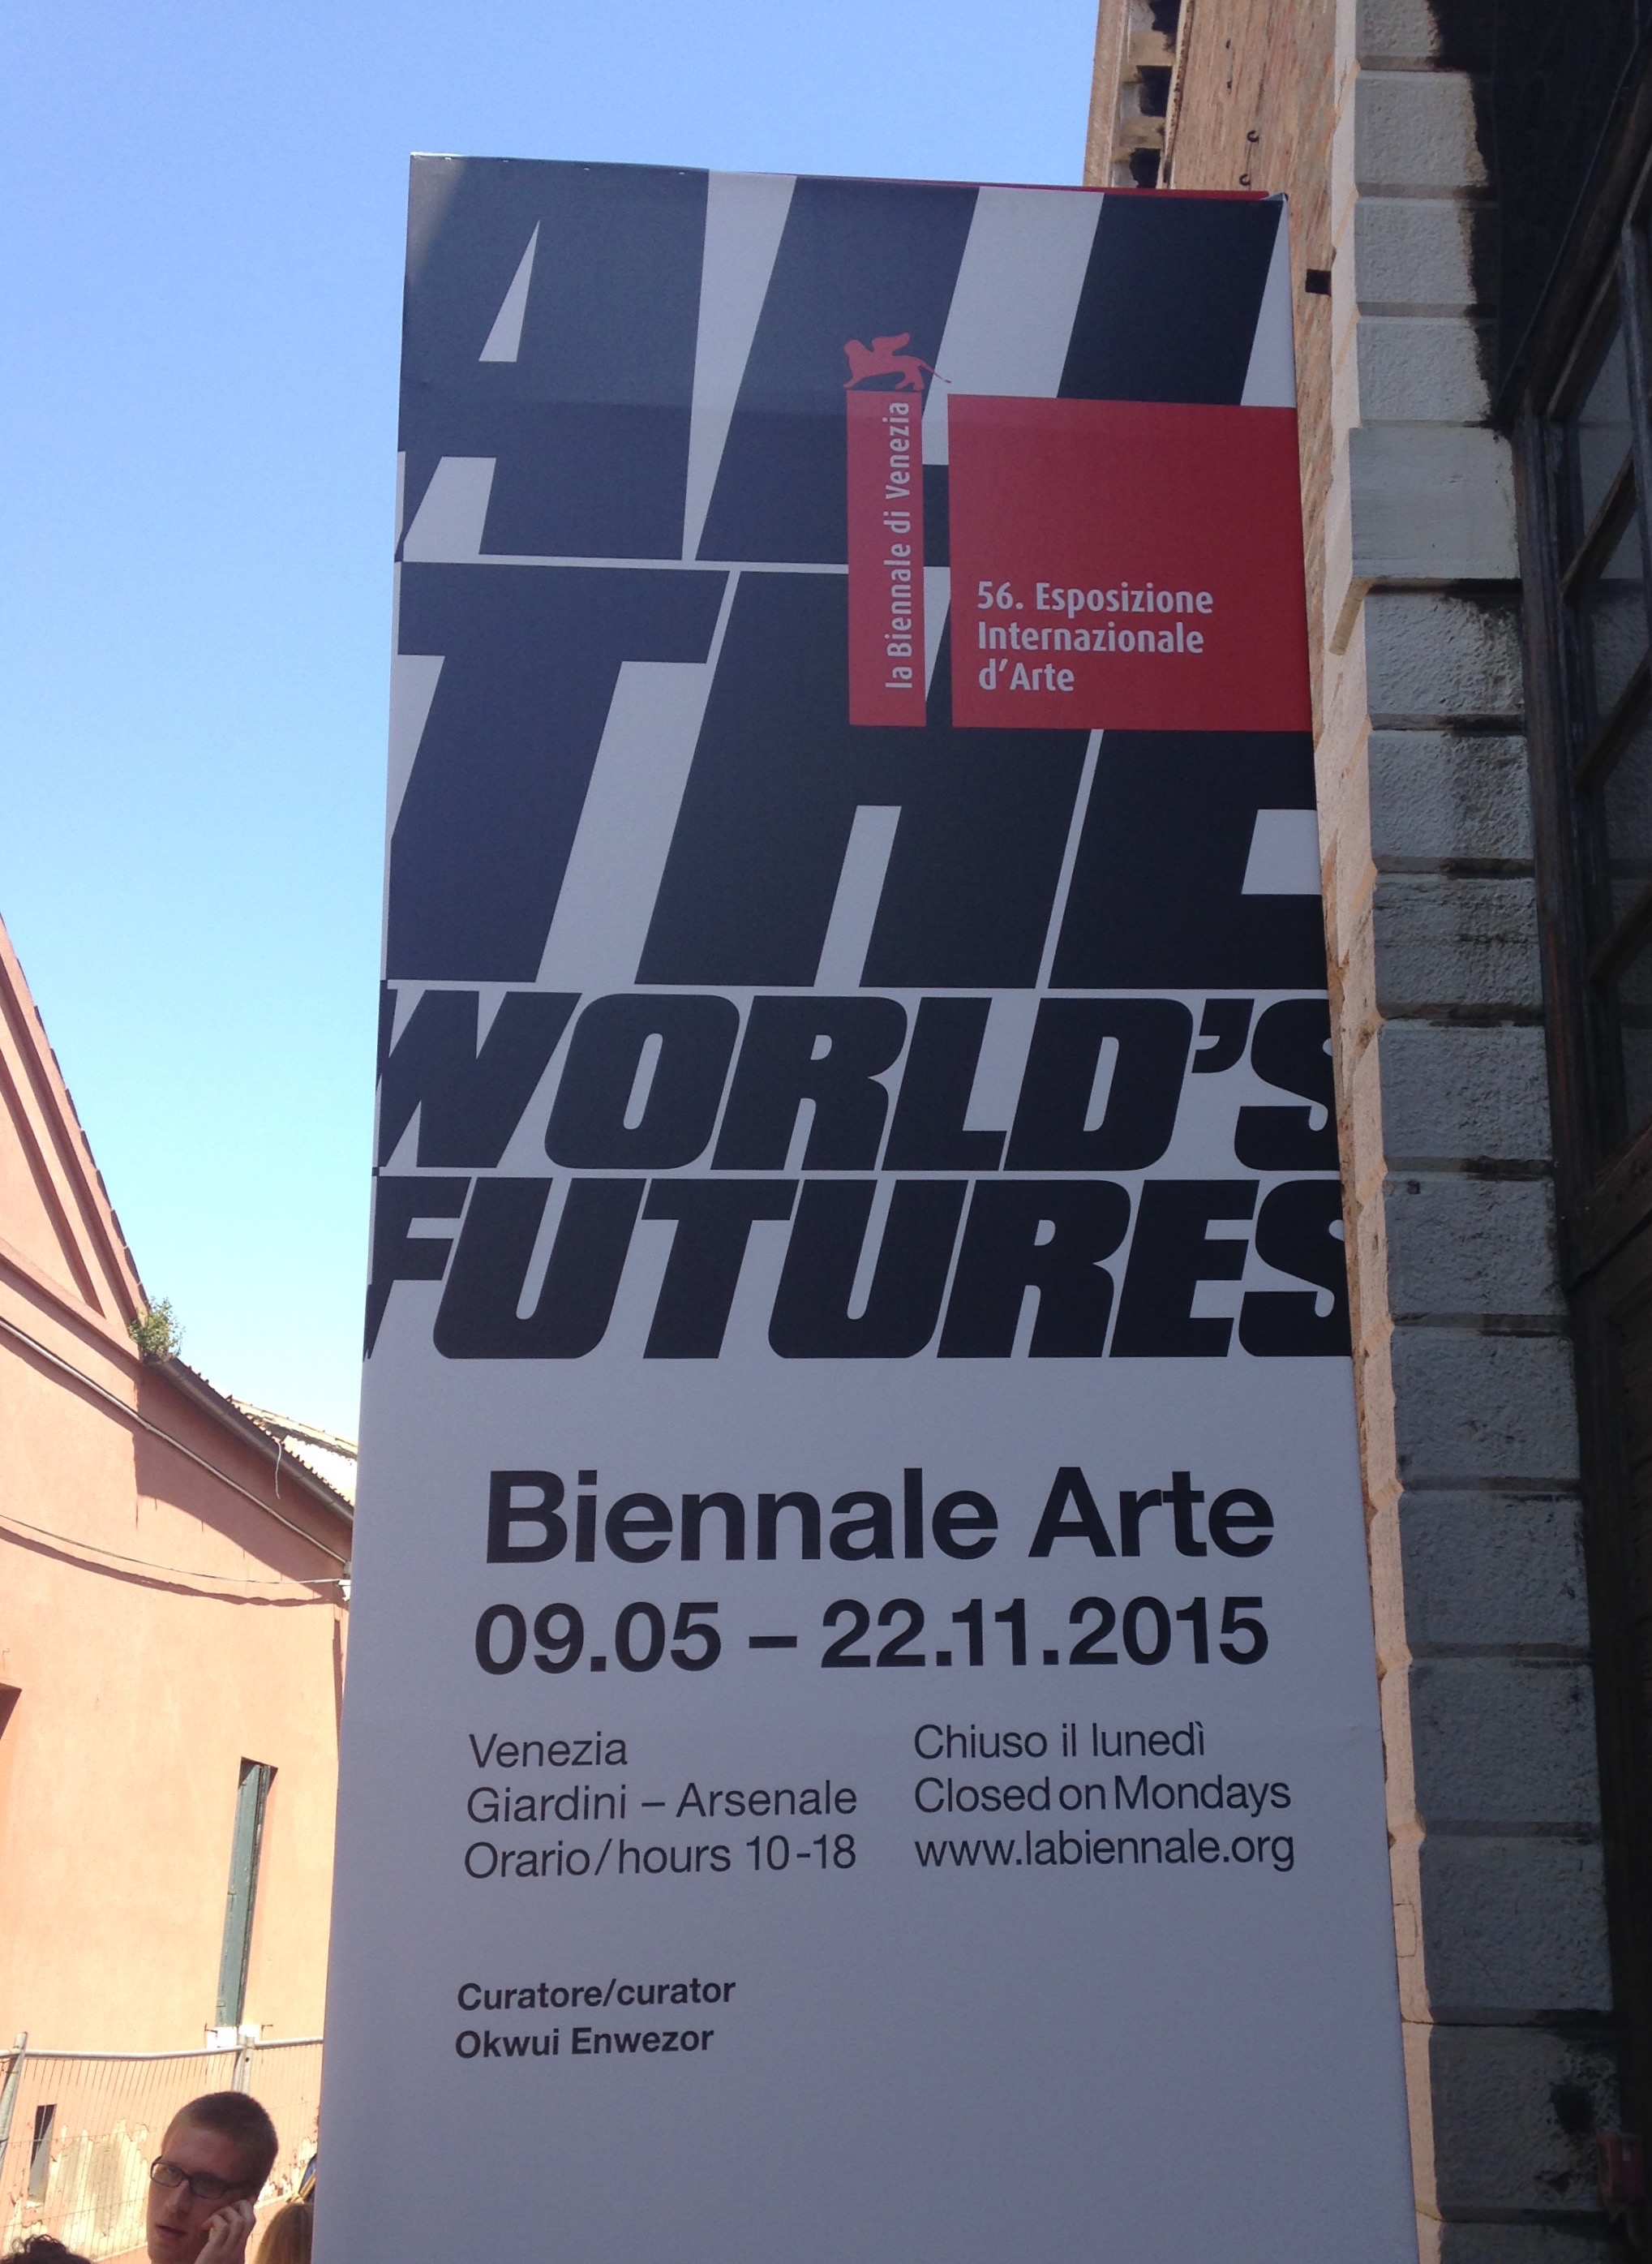 ALL
THE
WORLD'S
FUTURES
la Biennale di Venezia
56. Esposizione
Internazionale
d'Arte
Biennale Arte
09.05 – 22.11.2015
Venezia
Giardini – Arsenale
Orario/hours 10-18
Chiuso il lunedì
Closed on Mondays
www.labiennale.org
Curatore/curator
Okwui Enwezor